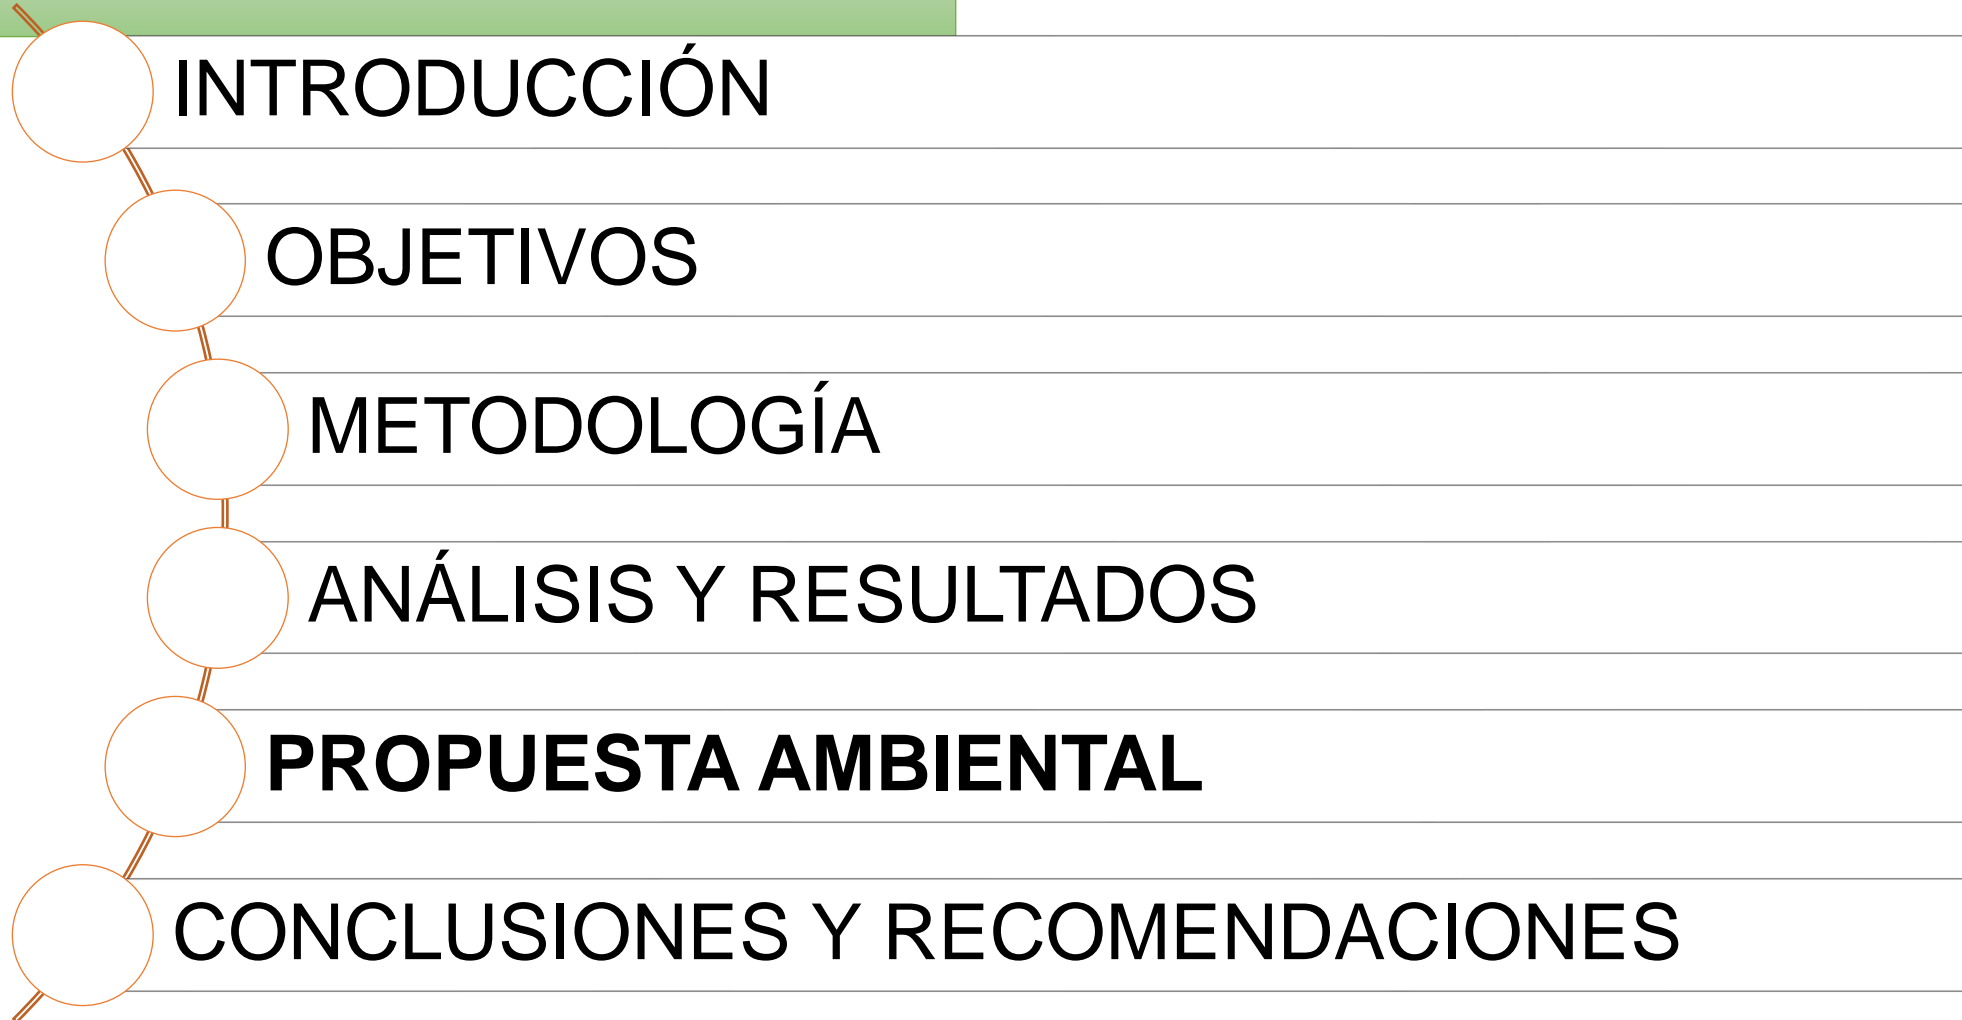 INTRODUCCIÓN
OBJETIVOS
METODOLOGÍA
ANÁLISIS Y RESULTADOS
PROPUESTA AMBIENTAL
CONCLUSIONES Y RECOMENDACIONES